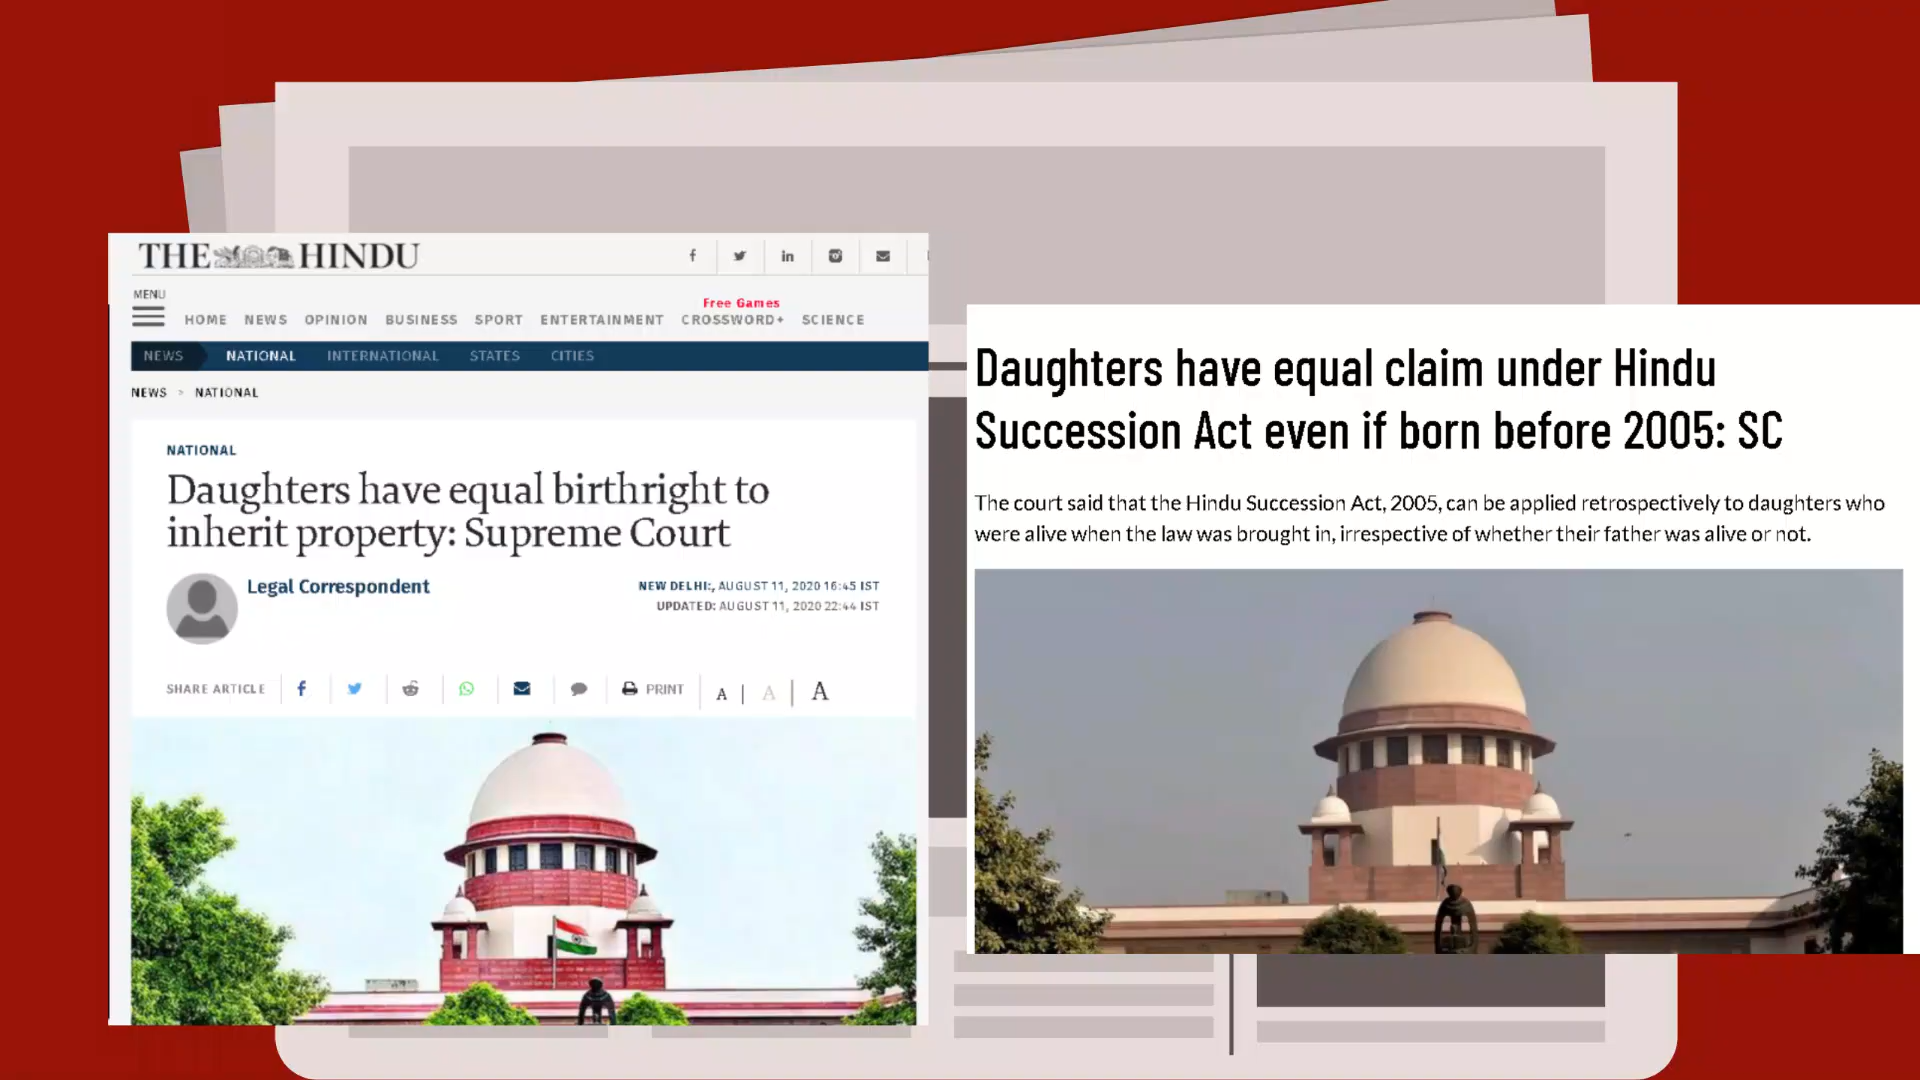 THE HINDU
MENU
Free Games
HOME NEWS OPINION BUSINESS SPORT ENTERTAINMENT CROSSWORD+ SCIENCE
NEWS NATIONAL INTERNATIONAL STATES CITIES
NEWS > NATIONAL
NATIONAL
Daughters have equal birthright to
inherit property: Supreme Court
Legal Correspondent
NEW DELHI:, AUGUST 11, 2020 16:45 IST
UPDATED: AUGUST 11, 2020 22:44 IST
SHARE ARTICLE PRINT A | A | A
Daughters have equal claim under Hindu
Succession Act even if born before 2005: SC
The court said that the Hindu Succession Act, 2005, can be applied retrospectively to daughters who
were alive when the law was brought in, irrespective of whether their father was alive or not.